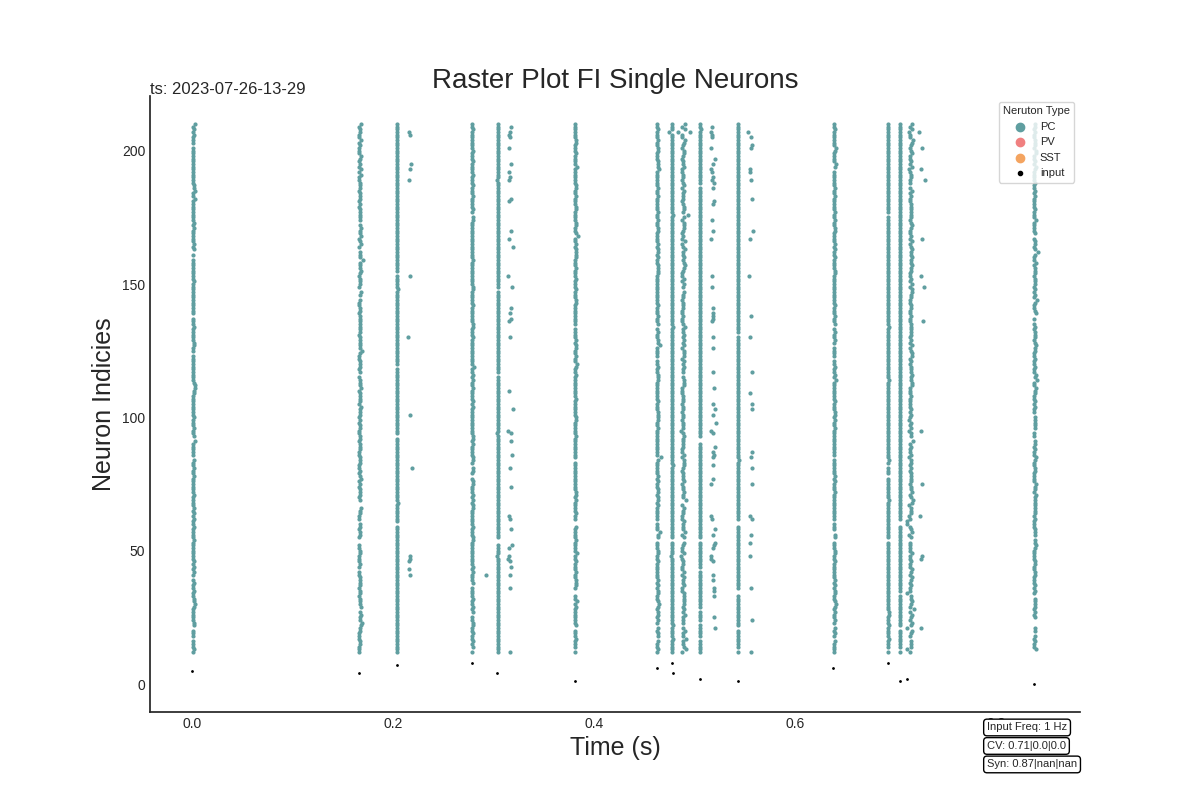 Raster Plot FI Single Neurons
ts: 2023-07-26-13-29
Neruton Type
PC
PV
SST
input
Neuron Indicies
200
150
100
50
0
0.0 0.2 0.4 0.6
Time (s)
Input Freq: 1 Hz
CV: 0.71|0.0|0.0
Syn: 0.87|nan|nan